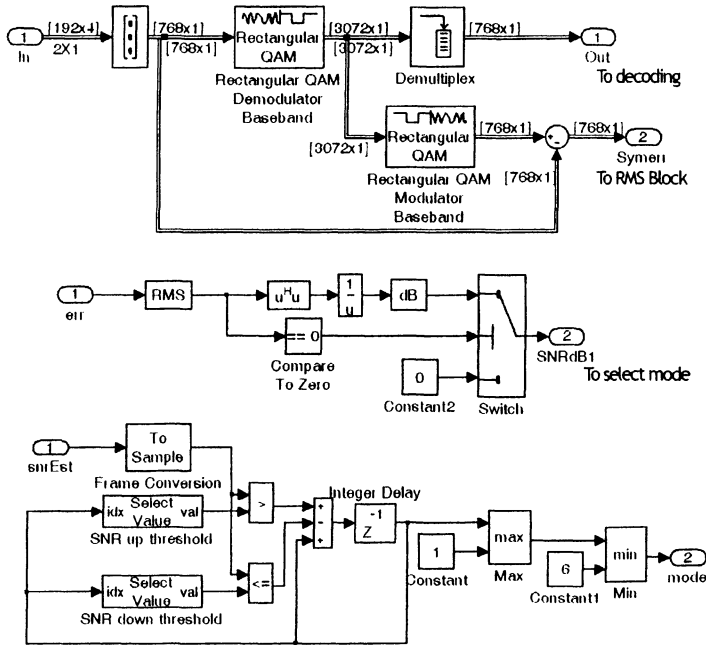 [192x4]
1
2X1
In
[768x1]
[768x1]
Rectangular
QAM
Rectangular QAM
Demodulator
Baseband
[3072x1]
[3072x1]
Demultiplex
[768x1]
1
Out
To decoding
[3072x1]
Rectangular
QAM
Rectangular QAM
Modulator
Baseband
[768x1]
[768x1]
+
-
[768x1]
2
Symerr
To RMS Block
1
err
RMS
uᴴu
1
u
dB
== 0
Compare
To Zero
0
Constant2
Switch
2
SNRdB1
To select mode
1
snrEst
To
Sample
Frame Conversion
idx
Select
Value
val
SNR up threshold
>
idx
Select
Value
val
SNR down threshold
<=
+
-
+
Integer Delay
-1
Z
1
Constant
max
Max
6
Constant1
min
Min
2
mode